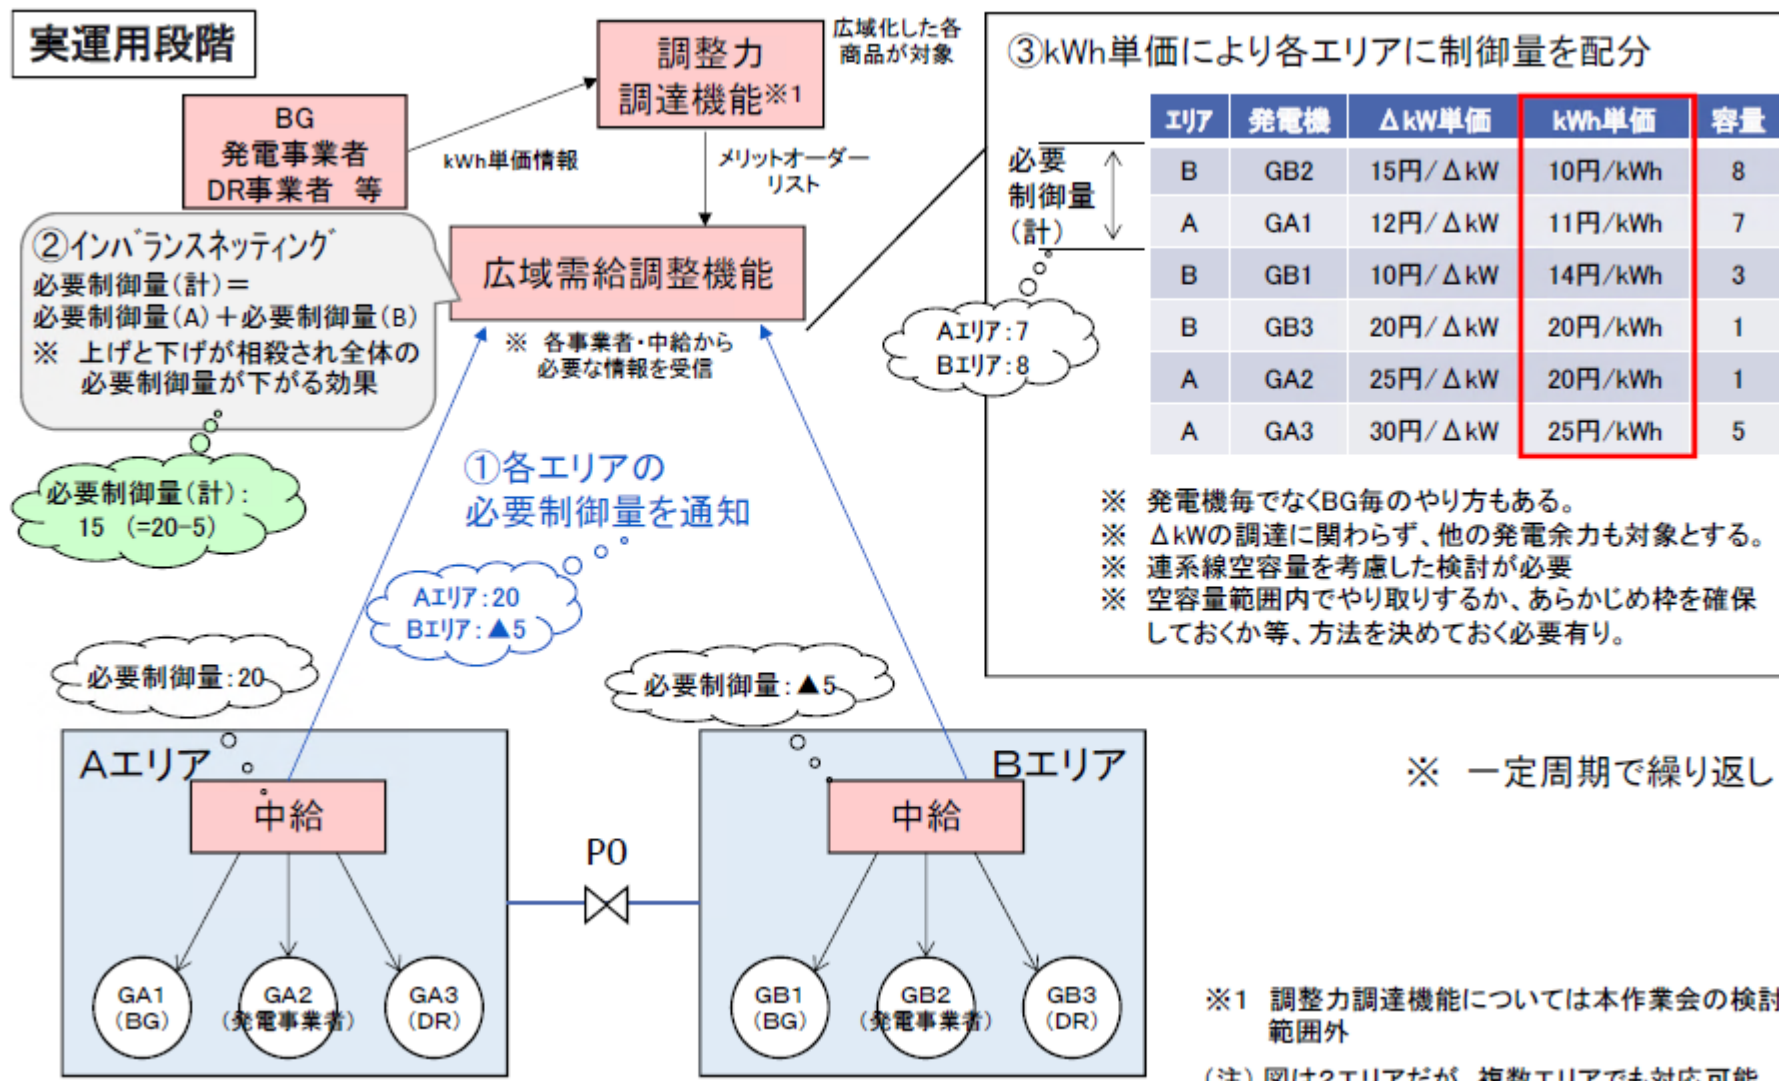 実運用段階
BG
発電事業者
DR事業者　等
kWh単価情報
調整力
調達機能※1
広域化した各
商品が対象
メリットオーダー
リスト
広域需給調整機能
※　各事業者・中給から
必要な情報を受信
②インバランスネッティング
必要制御量(計)＝
必要制御量(A)＋必要制御量(B)
※　上げと下げが相殺され全体の
必要制御量が下がる効果
必要制御量(計):
15　(=20-5)
①各エリアの
必要制御量を通知
Aエリア:20
Bエリア:▲5
必要制御量:20
必要制御量:▲5
Aエリア
中給
GA1
(BG)
GA2
(発電事業者)
GA3
(DR)
P0
Bエリア
中給
GB1
(BG)
GB2
(発電事業者)
GB3
(DR)
③kWh単価により各エリアに制御量を配分
必要
制御量
(計)
Aエリア:7
Bエリア:8
エリア　発電機　ΔkW単価　kWh単価　容量
B　GB2　15円/ΔkW　10円/kWh　8
A　GA1　12円/ΔkW　11円/kWh　7
B　GB1　10円/ΔkW　14円/kWh　3
B　GB3　20円/ΔkW　20円/kWh　1
A　GA2　25円/ΔkW　20円/kWh　1
A　GA3　30円/ΔkW　25円/kWh　5
※　発電機毎でなくBG毎のやり方もある。
※　ΔkWの調達に関わらず、他の発電余力も対象とする。
※　連系線空容量を考慮した検討が必要
※　空容量範囲内でやり取りするか、あらかじめ枠を確保
しておくか等、方法を決めておく必要有り。
※　一定周期で繰り返し
※1　調整力調達機能については本作業会の検討
範囲外
(注) 図は2エリアだが、複数エリアでも対応可能